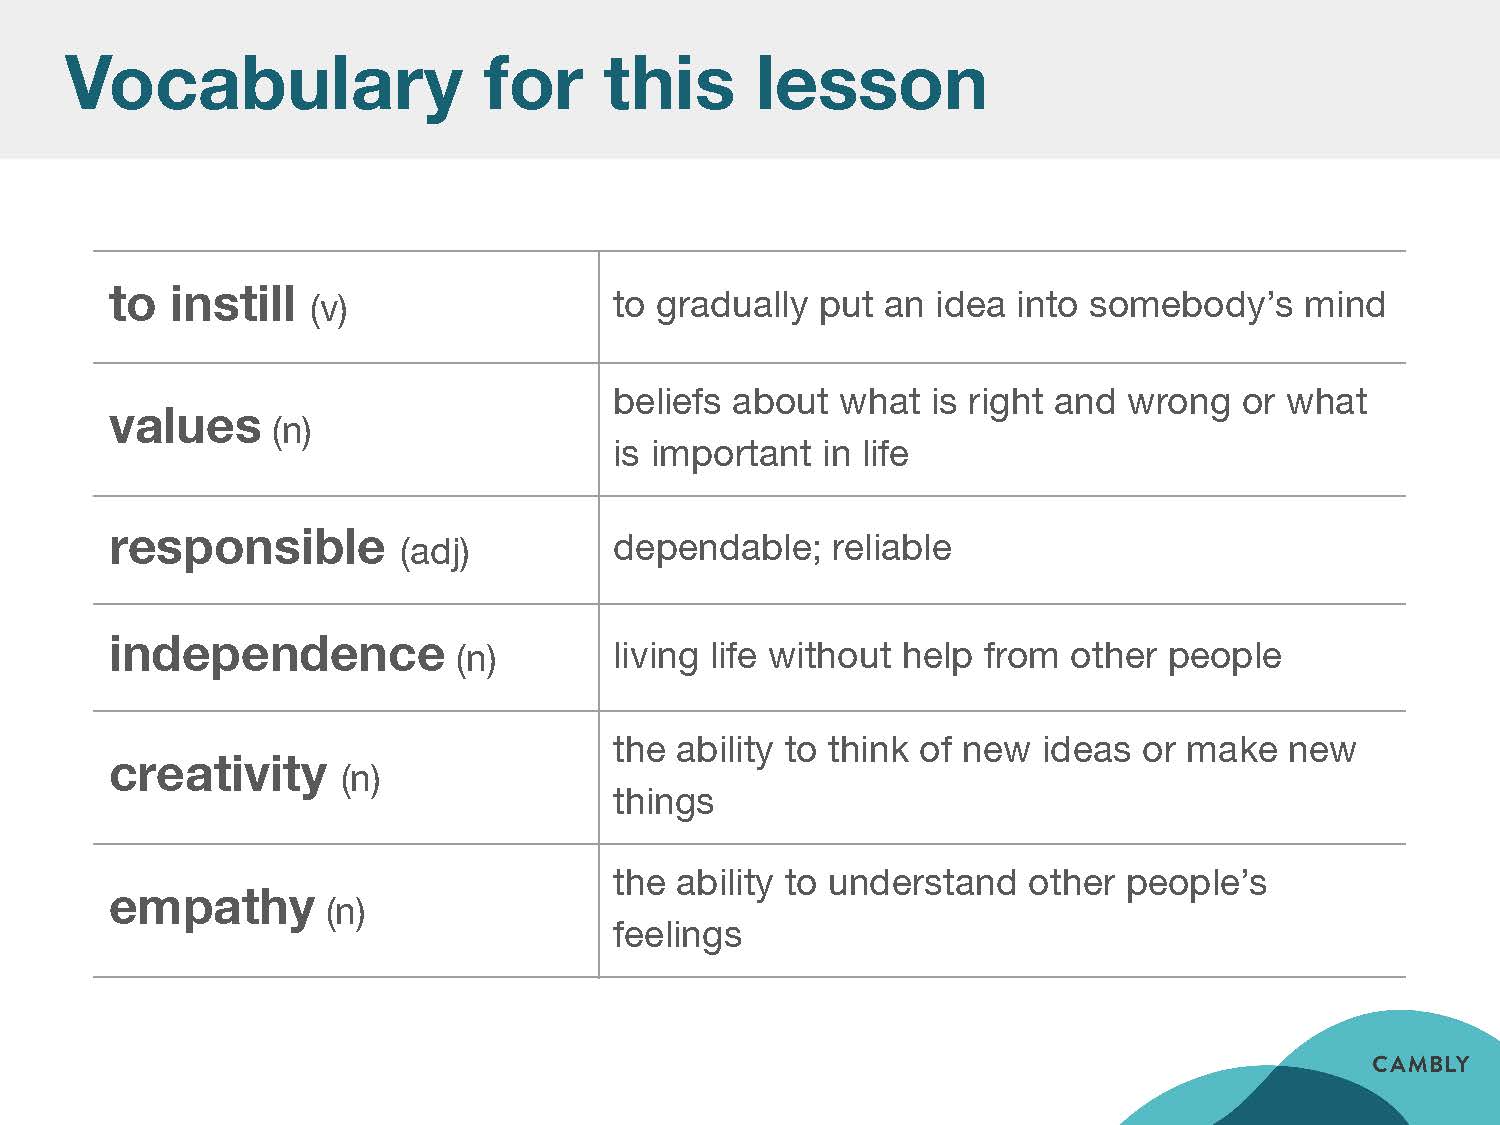 Vocabulary for this lesson
to instill (v)
to gradually put an idea into somebody’s mind
values (n)
beliefs about what is right and wrong or what
is important in life
responsible (adj)
dependable; reliable
independence (n)
living life without help from other people
creativity (n)
the ability to think of new ideas or make new
things
empathy (n)
the ability to understand other people’s
feelings
CAMBLY